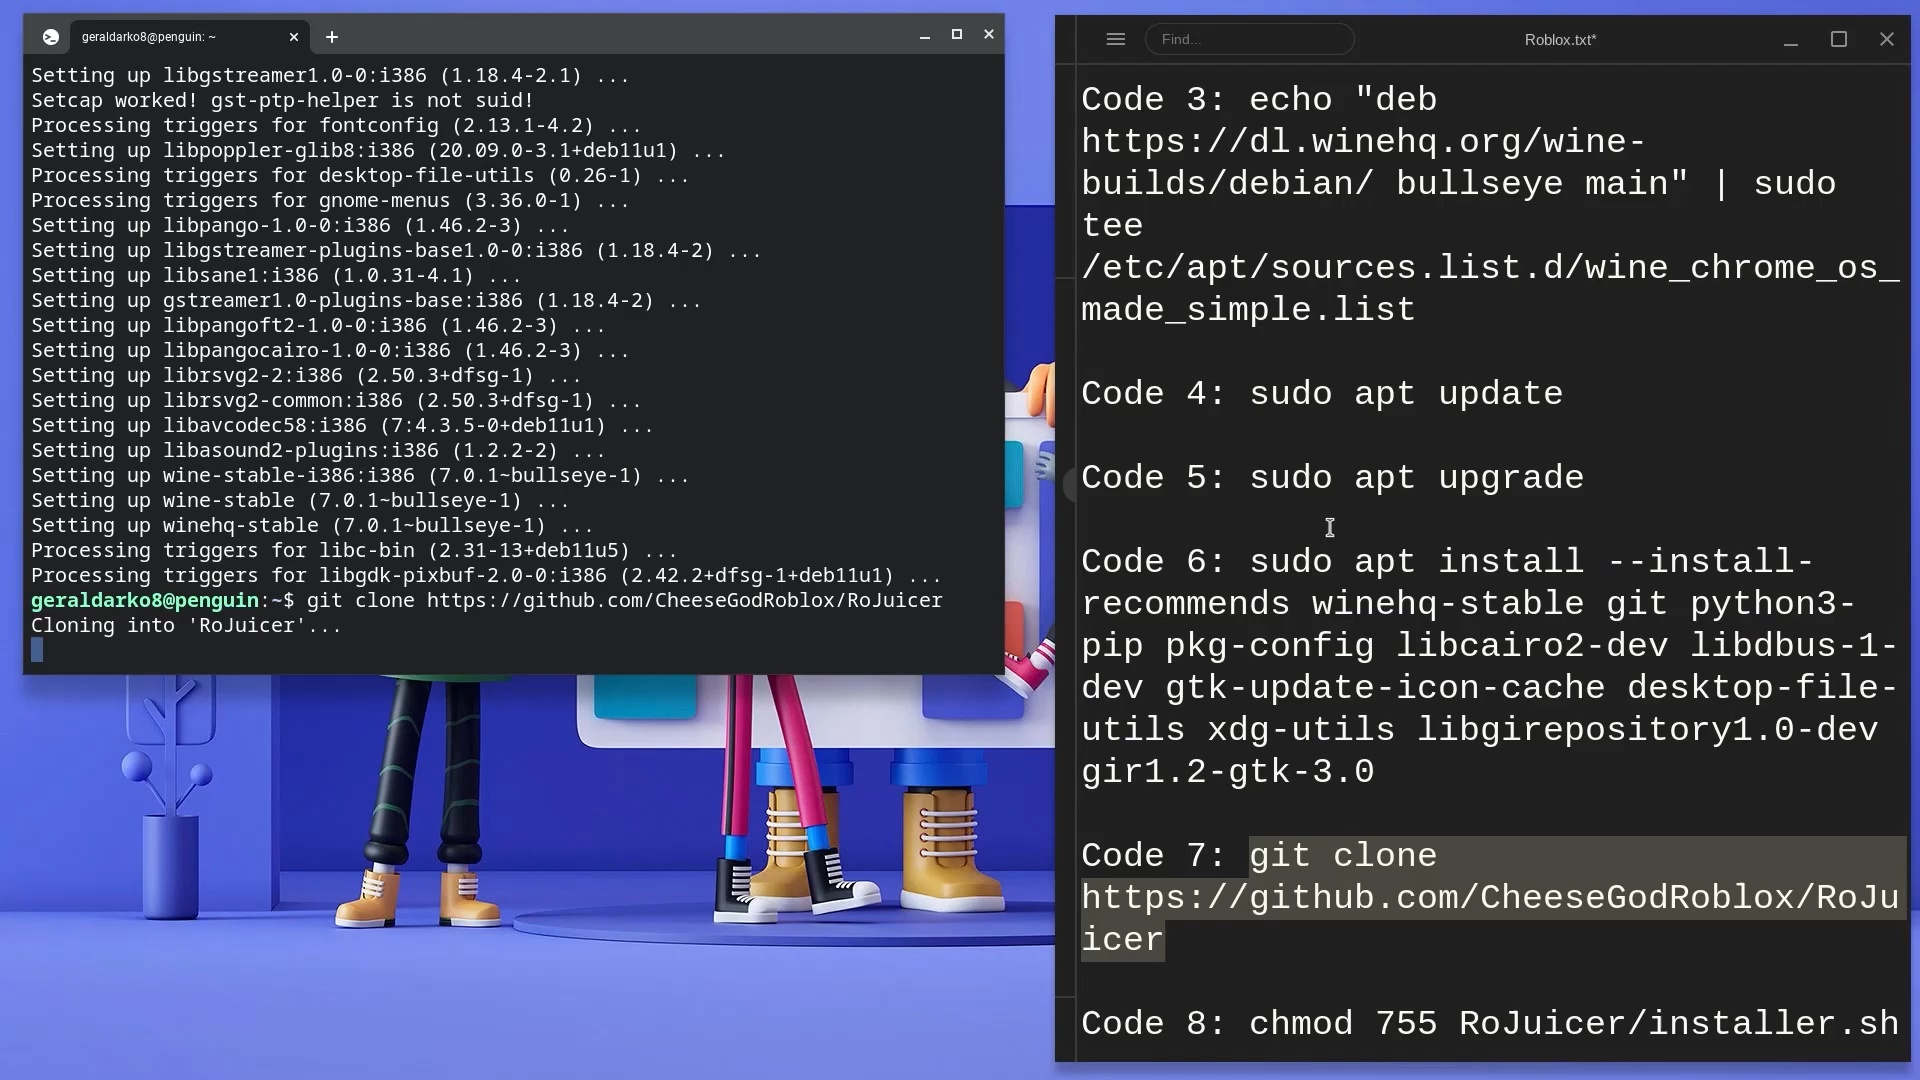 geraldarko8@penguin: ~
Setting up libgstreamer1.0-0:i386 (1.18.4-2.1) ...
Setcap worked! gst-ptp-helper is not suid!
Processing triggers for fontconfig (2.13.1-4.2) ...
Setting up libpoppler-glib8:i386 (20.09.0-3.1+deb11u1) ...
Processing triggers for desktop-file-utils (0.26-1) ...
Processing triggers for gnome-menus (3.36.0-1) ...
Setting up libpango-1.0-0:i386 (1.46.2-3) ...
Setting up libgstreamer-plugins-base1.0-0:i386 (1.18.4-2) ...
Setting up libsane1:i386 (1.0.31-4.1) ...
Setting up gstreamer1.0-plugins-base:i386 (1.18.4-2) ...
Setting up libpangoft2-1.0-0:i386 (1.46.2-3) ...
Setting up libpangocairo-1.0-0:i386 (1.46.2-3) ...
Setting up librsvg2-2:i386 (2.50.3+dfsg-1) ...
Setting up librsvg2-common:i386 (2.50.3+dfsg-1) ...
Setting up libavcodec58:i386 (7:4.3.5-0+deb11u1) ...
Setting up libasound2-plugins:i386 (1.2.2-2) ...
Setting up wine-stable-i386:i386 (7.0.1~bullseye-1) ...
Setting up wine-stable (7.0.1~bullseye-1) ...
Setting up winehq-stable (7.0.1~bullseye-1) ...
Processing triggers for libc-bin (2.31-13+deb11u5) ...
Processing triggers for libgdk-pixbuf-2.0-0:i386 (2.42.2+dfsg-1+deb11u1) ...
geraldarko8@penguin:~$ git clone https://github.com/CheeseGodRoblox/RoJuicer
Cloning into 'RoJuicer'...
Find...
Roblox.txt*
Code 3: echo "deb
https://dl.winehq.org/wine-
builds/debian/ bullseye main" | sudo
tee
/etc/apt/sources.list.d/wine_chrome_os_
made_simple.list
Code 4: sudo apt update
Code 5: sudo apt upgrade
Code 6: sudo apt install --install-
recommends winehq-stable git python3-
pip pkg-config libcairo2-dev libdbus-1-
dev gtk-update-icon-cache desktop-file-
utils xdg-utils libgirepository1.0-dev
gir1.2-gtk-3.0
Code 7: git clone
https://github.com/CheeseGodRoblox/RoJu
icer
Code 8: chmod 755 RoJuicer/installer.sh